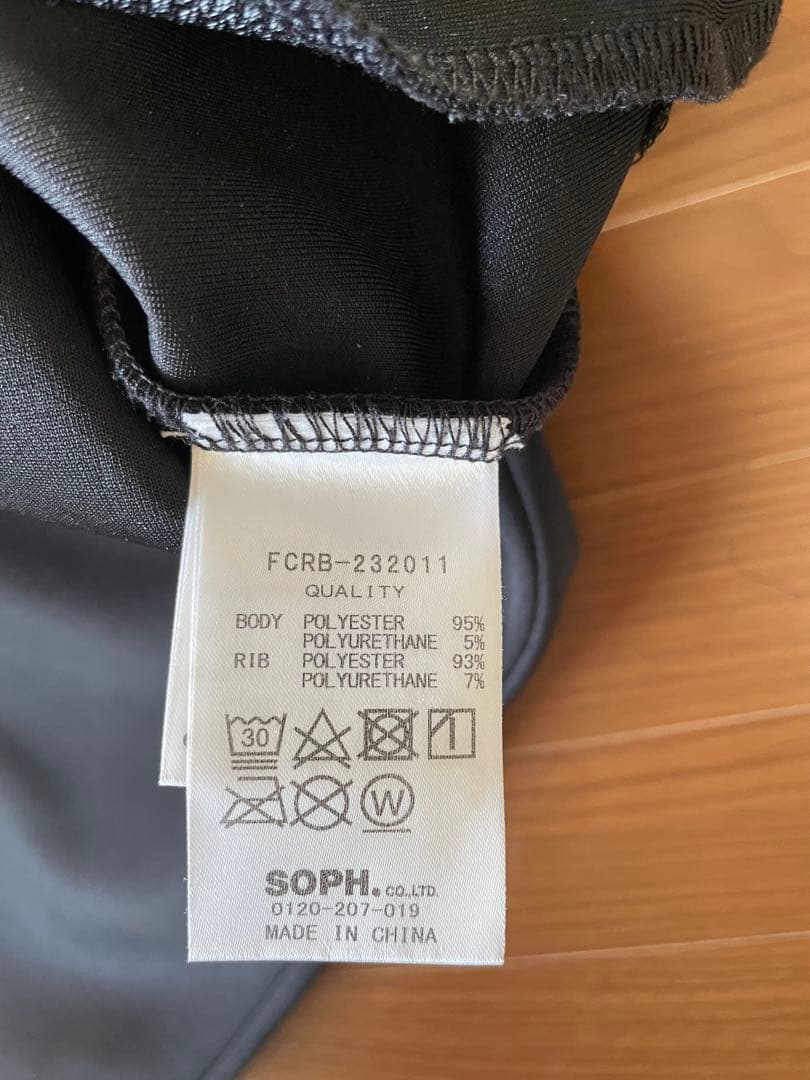 FCRB-232011
QUALITY
BODY POLYESTER 95%
POLYURETHANE 5%
RIB POLYESTER 93%
POLYURETHANE 7%
30
W
SOPH. CO.,LTD.
0120-207-019
MADE IN CHINA